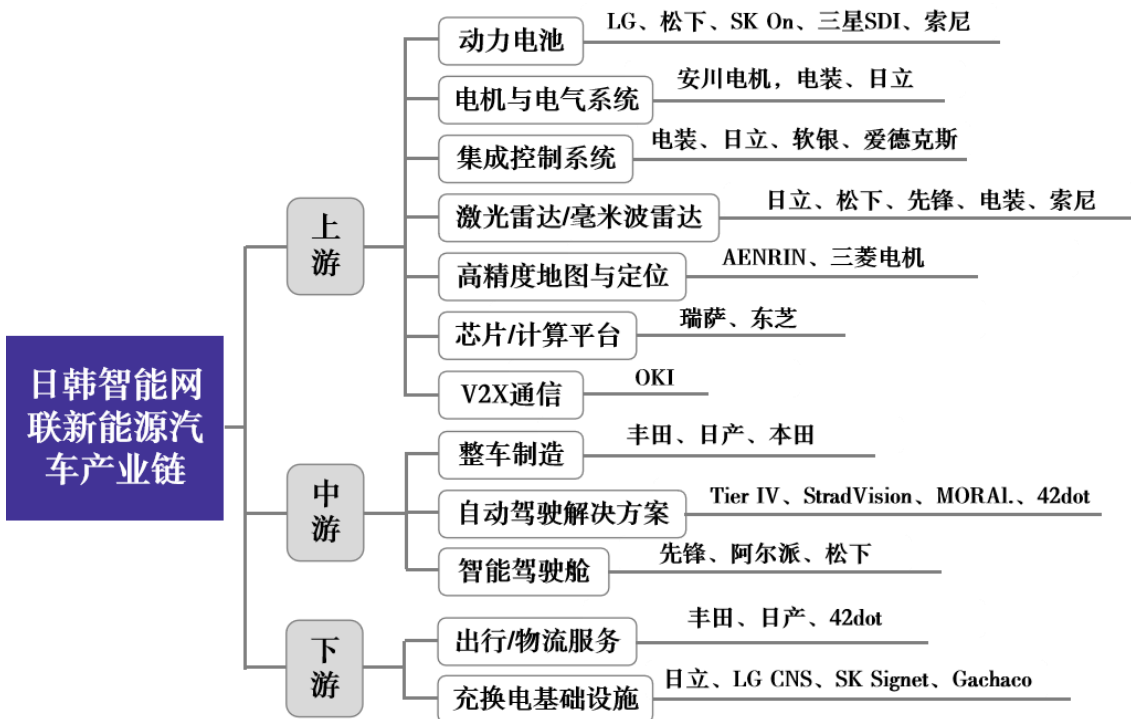 动力电池
LG、松下、SK On、三星SDI、索尼
电机与电气系统
安川电机，电装、日立
集成控制系统
电装、日立、软银、爱德克斯
激光雷达/毫米波雷达
日立、松下、先锋、电装、索尼
上
游
高精度地图与定位
AENRIN、三菱电机
芯片/计算平台
瑞萨、东芝
V2X通信
OKI
日韩智能网
联新能源汽
车产业链
整车制造
丰田、日产、本田
中
游
自动驾驶解决方案
Tier IV、StradVision、MORAl.、42dot
智能驾驶舱
先锋、阿尔派、松下
下
游
出行/物流服务
丰田、日产、42dot
充换电基础设施
日立、LG CNS、SK Signet、Gachaco